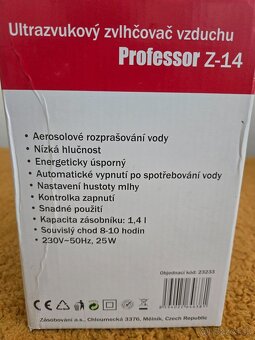 Ultrazvukový zvlhčovač vzduchu
Professor Z-14
• Aerosolové rozprašování vody
• Nízká hlučnost
• Energeticky úsporný
• Automatické vypnutí po spotřebování vody
• Nastavení hustoty mlhy
• Kontrolka zapnutí
• Snadné použití
• Kapacita zásobníku: 1,4 l
• Souvislý chod 8-10 hodin
• 230V~50Hz, 25W
Objednací kód: 23233
Zásobování a.s., Chloumecká 3376, Mělník, Czech Republic